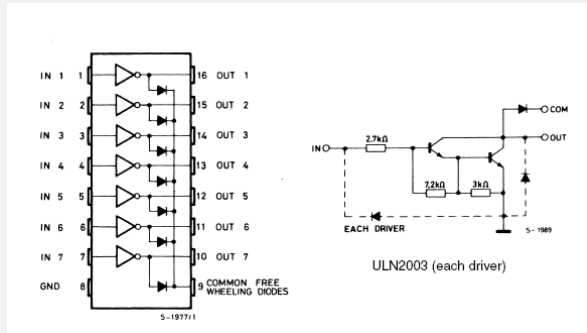 IN 1 1 16 OUT 1
IN 2 2 15 OUT 2
IN 3 3 14 OUT 3
IN 4 4 13 OUT 4
IN 5 5 12 OUT 5
IN 6 6 11 OUT 6
IN 7 7 10 OUT 7
GND 8 9 COMMON FREE
WHEELING DIODES
S-1977/1
COM
OUT
IN 2.7kΩ
7.2kΩ 3kΩ
EACH DRIVER
S-1989
ULN2003 (each driver)